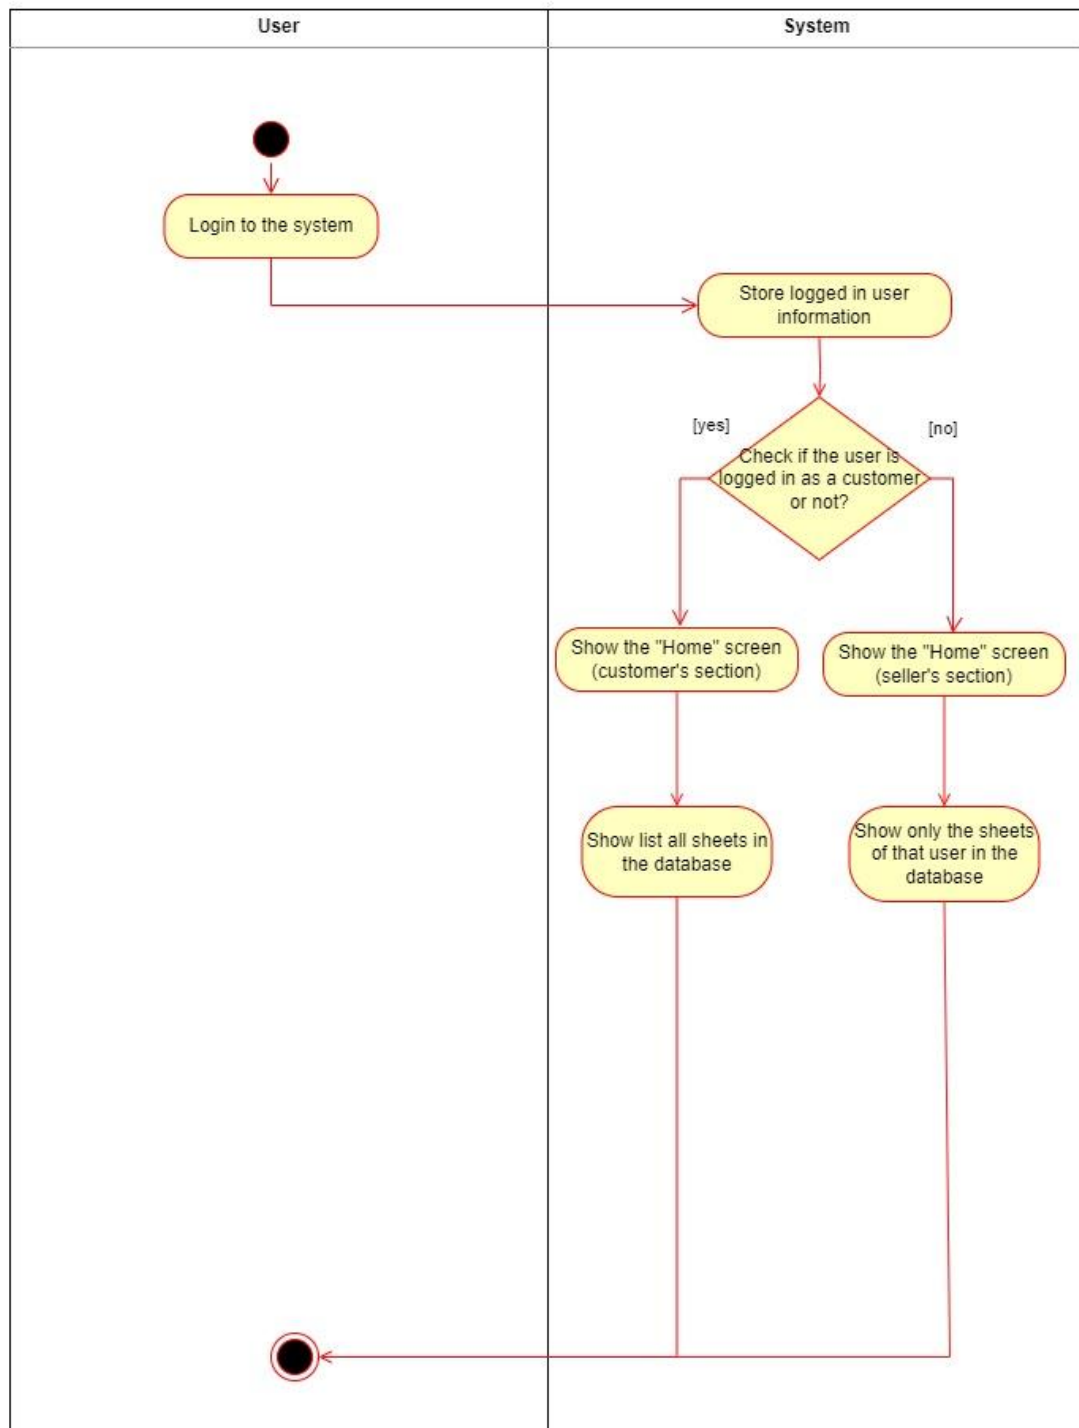 User
System
Login to the system
Store logged in user
information
[yes]
[no]
Check if the user is
logged in as a customer
or not?
Show the "Home" screen
(customer's section)
Show the "Home" screen
(seller's section)
Show list all sheets in
the database
Show only the sheets
of that user in the
database